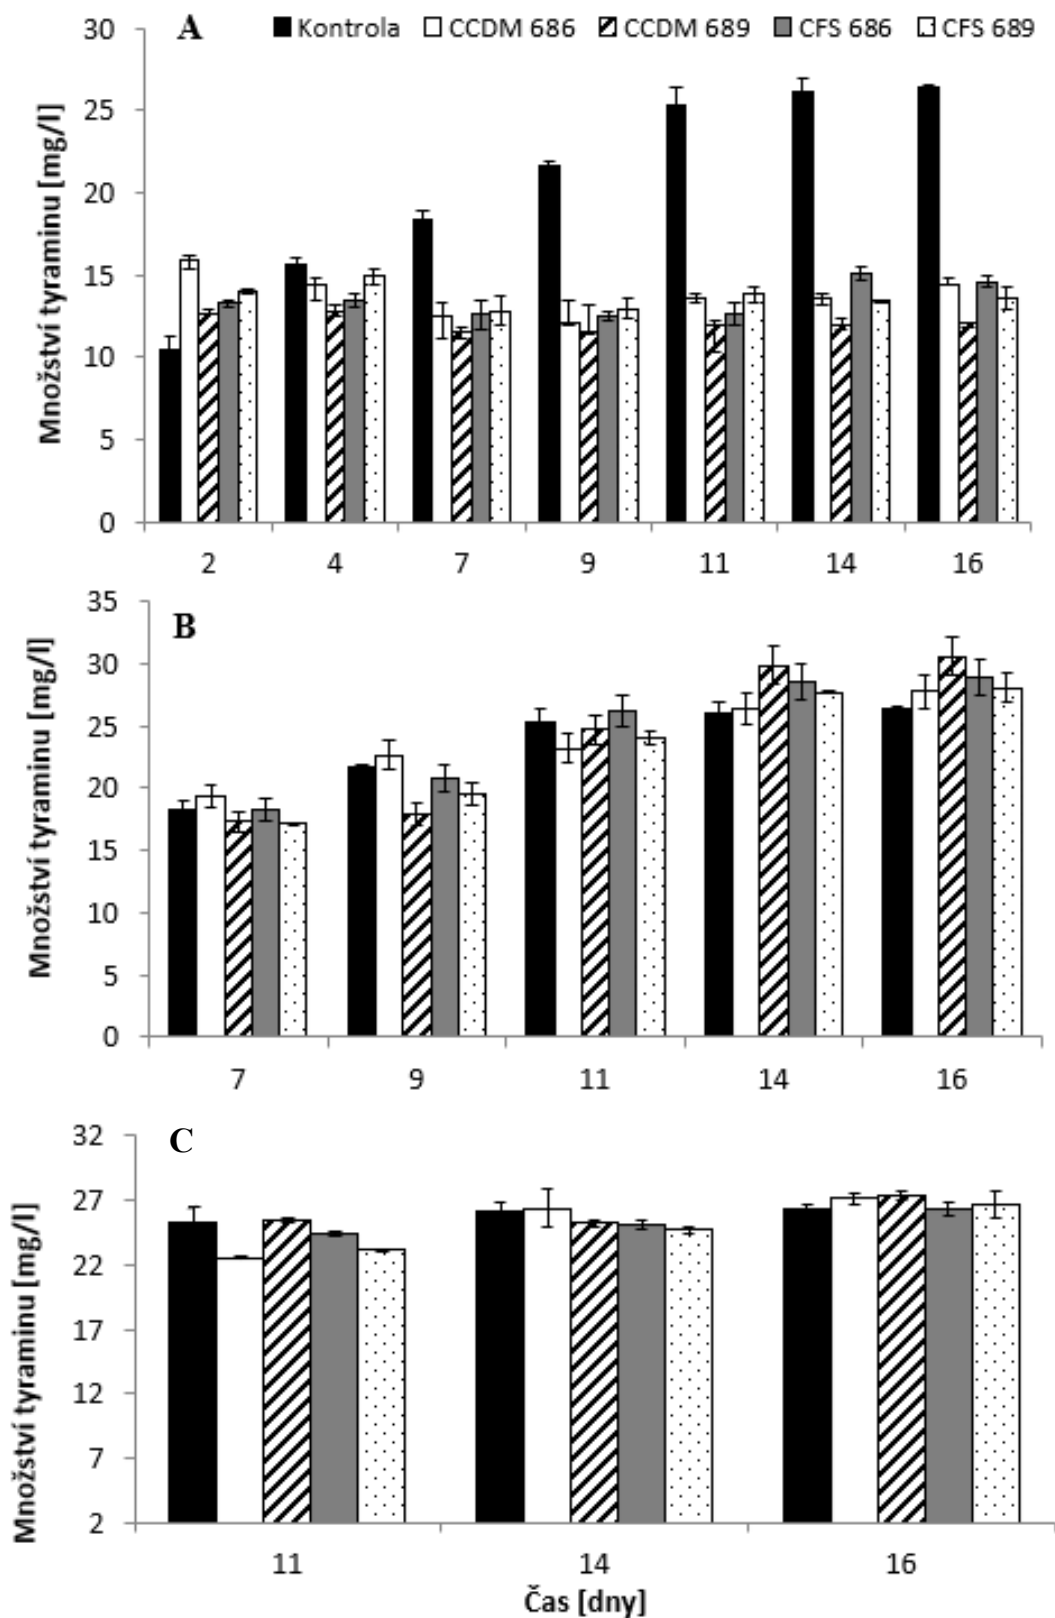 A
Kontrola CCDM 686 CCDM 689 CFS 686 CFS 689
Množství tyraminu [mg/l]
30
25
20
15
10
5
0
2 4 7 9 11 14 16
B
Množství tyraminu [mg/l]
35
30
25
20
15
10
5
0
7 9 11 14 16
C
Množství tyraminu [mg/l]
32
27
22
17
12
7
2
11 14 16
Čas [dny]